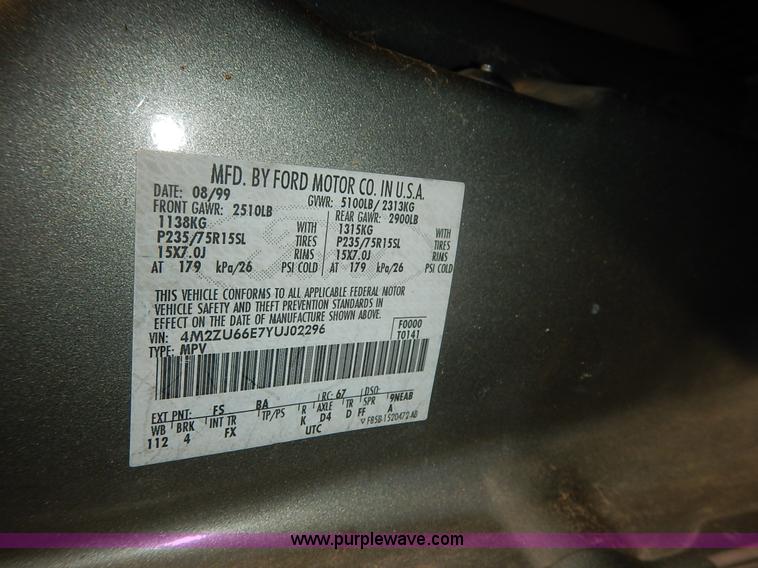 MFD. BY FORD MOTOR CO. IN U.S.A.
DATE: 08/99 GVWR: 5100LB/ 2313KG
FRONT GAWR: 2510LB REAR GAWR: 2900LB
1138KG WITH 1315KG WITH
P235/75R15SL TIRES P235/75R15SL TIRES
15X7.0J RIMS 15X7.0J RIMS
AT 179 kPa/26 PSI COLD AT 179 kPa/26 PSI COLD
THIS VEHICLE CONFORMS TO ALL APPLICABLE FEDERAL MOTOR
VEHICLE SAFETY AND THEFT PREVENTION STANDARDS IN
EFFECT ON THE DATE OF MANUFACTURE SHOWN ABOVE.
VIN: 4M2ZU66E7YUJ02296 F0000
TYPE: MPV T0141
EXT PNT: FS BA RC: 67 DSO: 9NEAB
WB BRK INT TR TP/PS R AXLE TR SPR
112 4 FX K D4 D FF A
UTC F85B-1520472-AB
www.purplewave.com